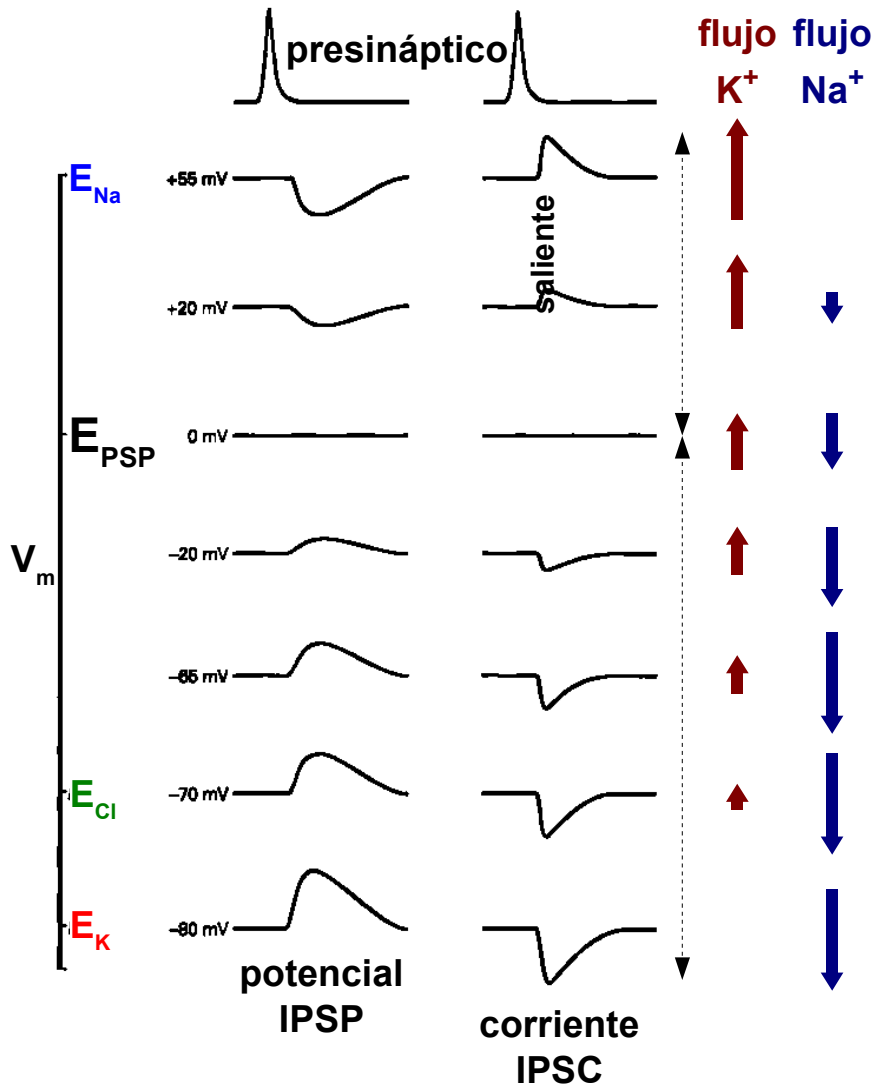 presináptico
flujo flujo
K+ Na+
ENa +55 mV
saliente
+20 mV
EPSP 0 mV
Vm
–20 mV
–65 mV
ECl –70 mV
EK –80 mV
potencial
IPSP
corriente
IPSC